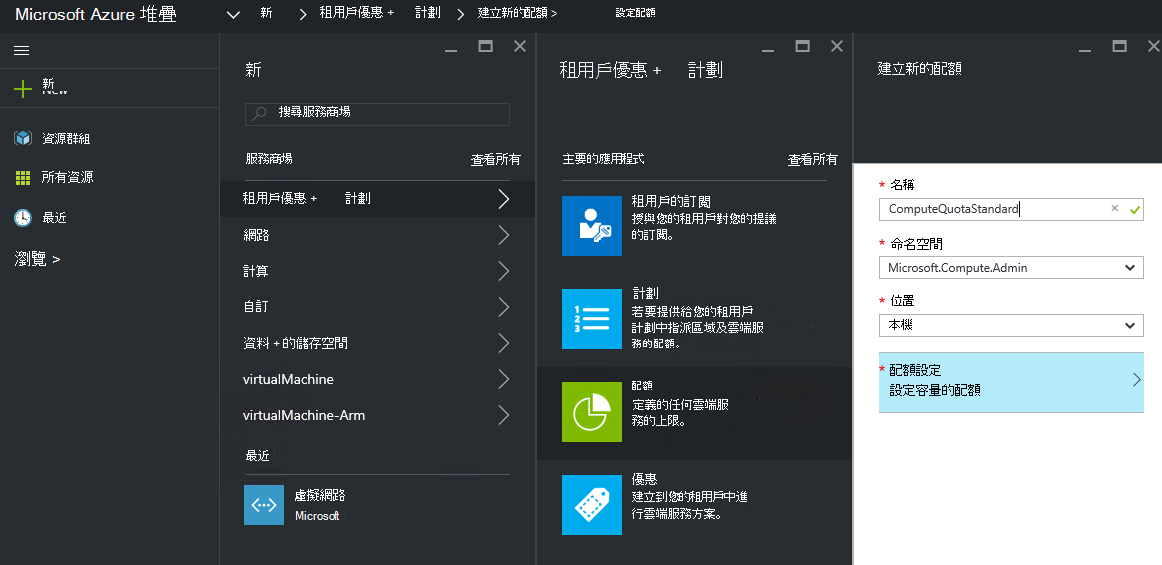 Microsoft Azure 堆疊 新 > 租用戶優惠 + 計劃 > 建立新的配額 > 設定配額
新
New
資源群組
所有資源
最近
瀏覽 >
新
搜尋服務商場
服務商場 查看所有
租用戶優惠 + 計劃
網路
計算
自訂
資料 + 的儲存空間
virtualMachine
virtualMachine-Arm
最近
虛擬網路
Microsoft
租用戶優惠 + 計劃
主要的應用程式 查看所有
租用戶的訂閱
授與您的租用戶對您的提議
的訂閱。
計劃
若要提供給您的租用戶
計劃中指派區域及雲端服
務的配額。
配額
定義的任何雲端服
務的上限。
優惠
建立到您的租用戶中進
行雲端服務方案。
建立新的配額
* 名稱
ComputeQuotaStandard
* 命名空間
Microsoft.Compute.Admin
* 位置
本機
* 配額設定
設定容量的配額